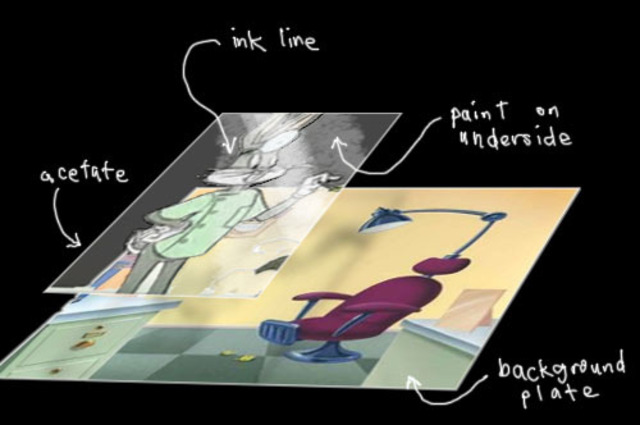 ink line
paint on
underside
acetate
background
plate